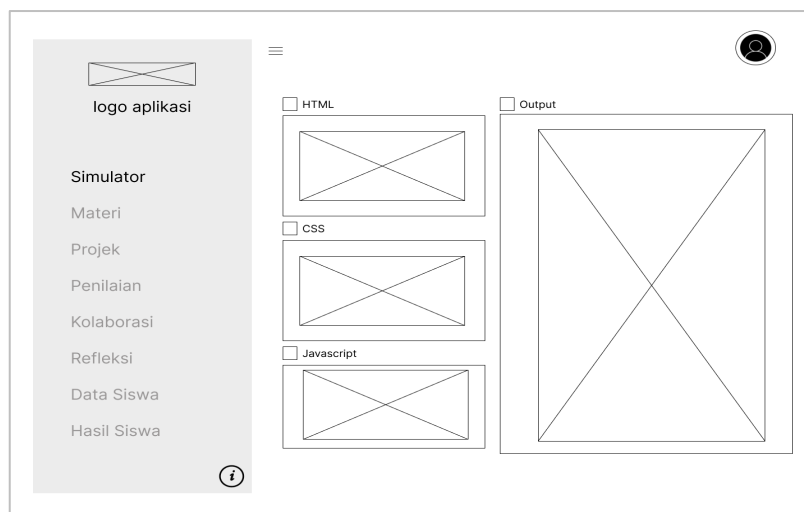 logo aplikasi
Simulator
Materi
Projek
Penilaian
Kolaborasi
Refleksi
Data Siswa
Hasil Siswa
i
HTML
CSS
Javascript
Output